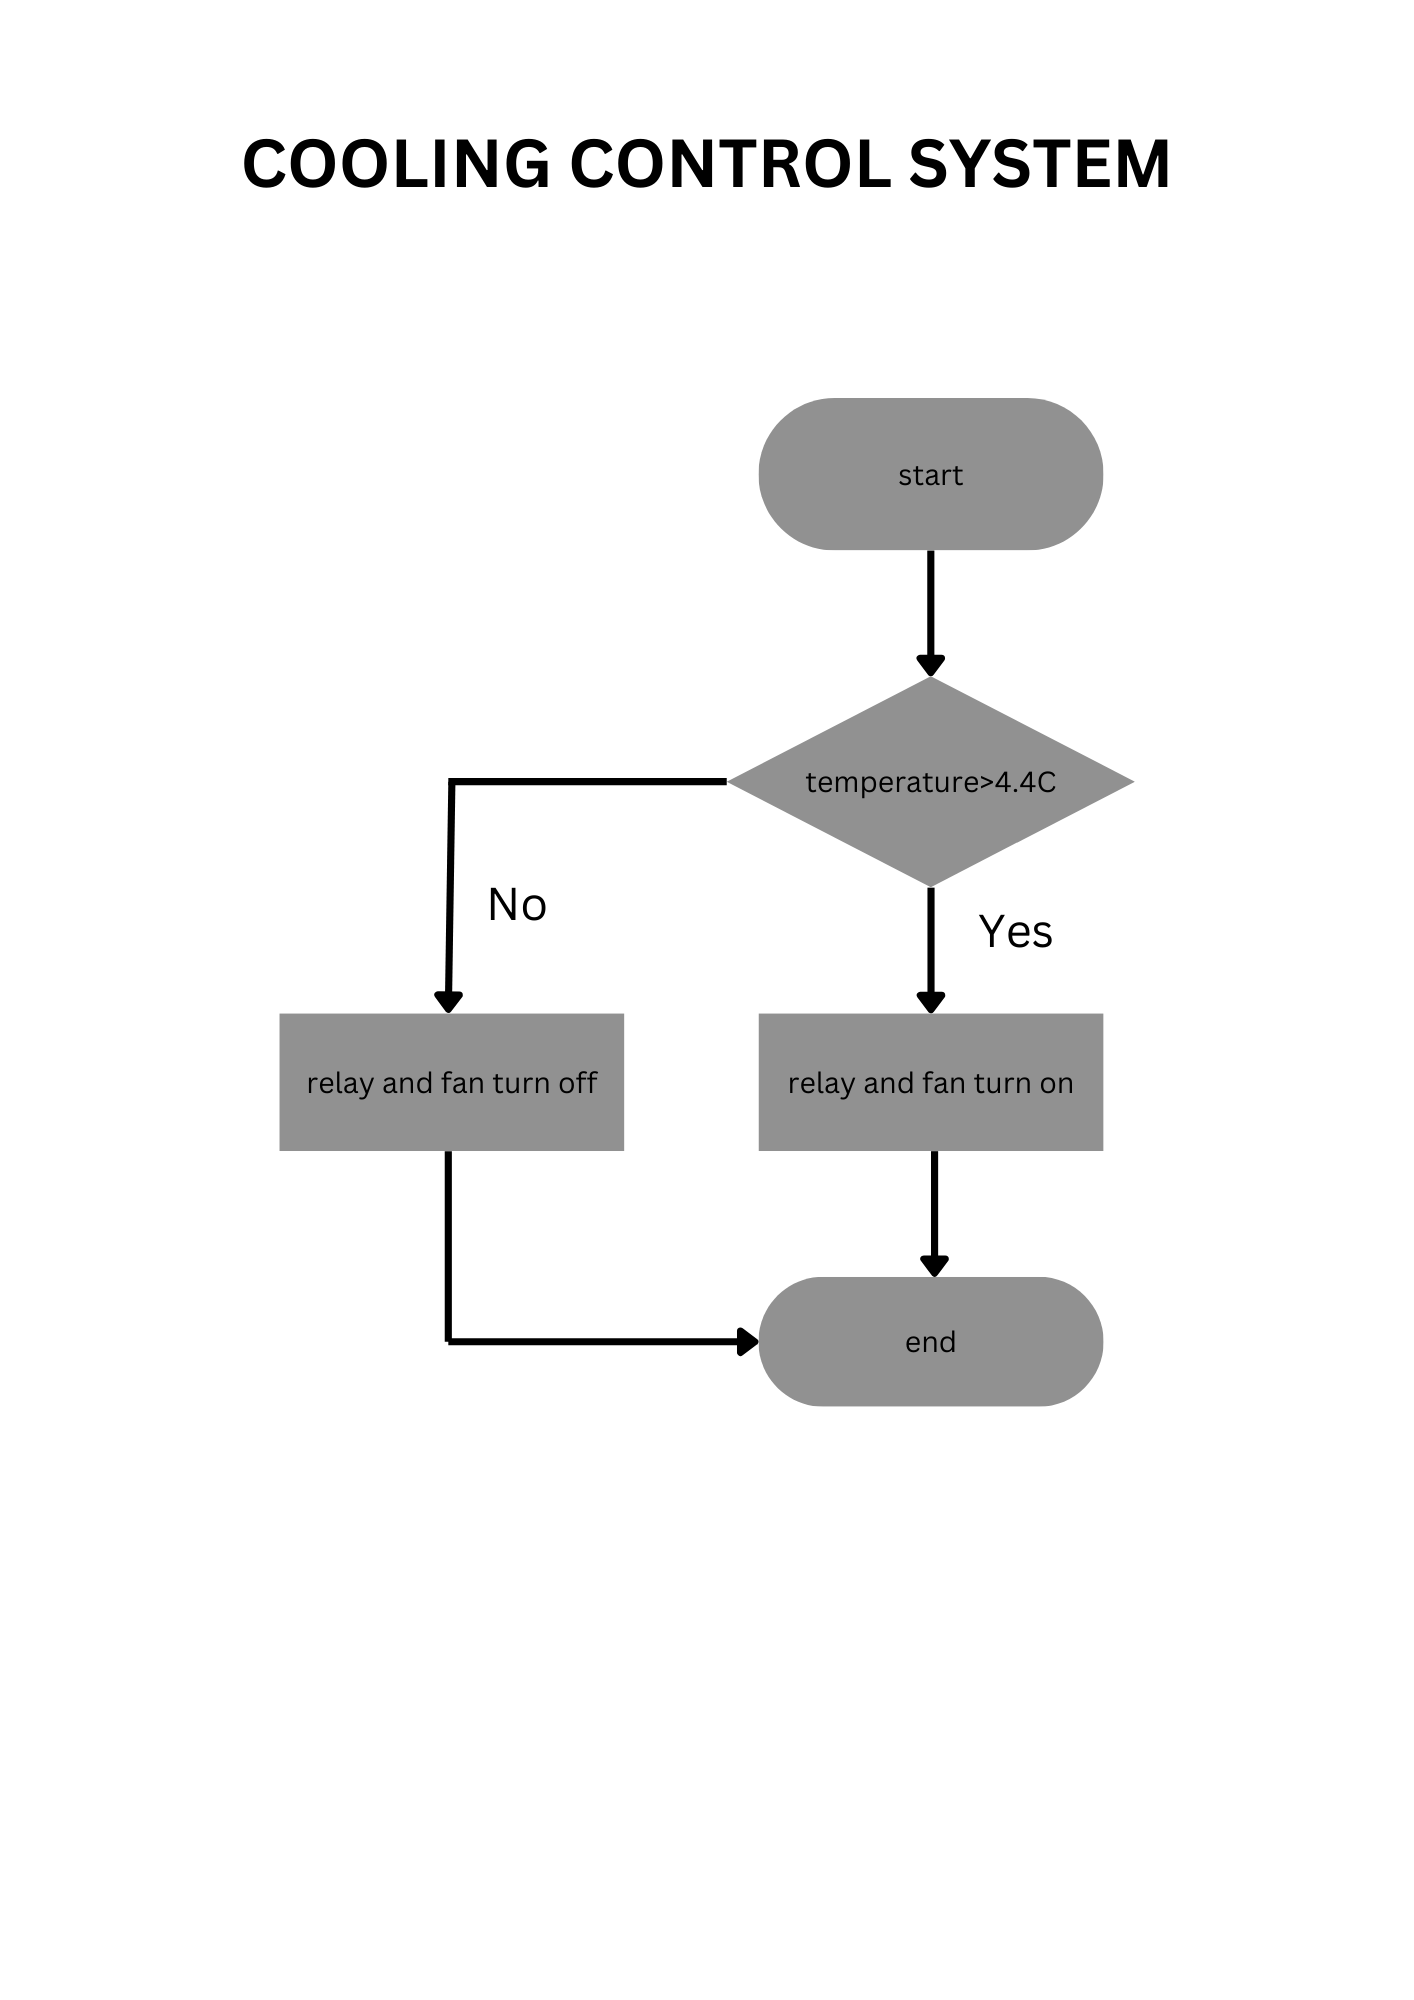 COOLING CONTROL SYSTEM
start
temperature>4.4C
No
Yes
relay and fan turn off
relay and fan turn on
end